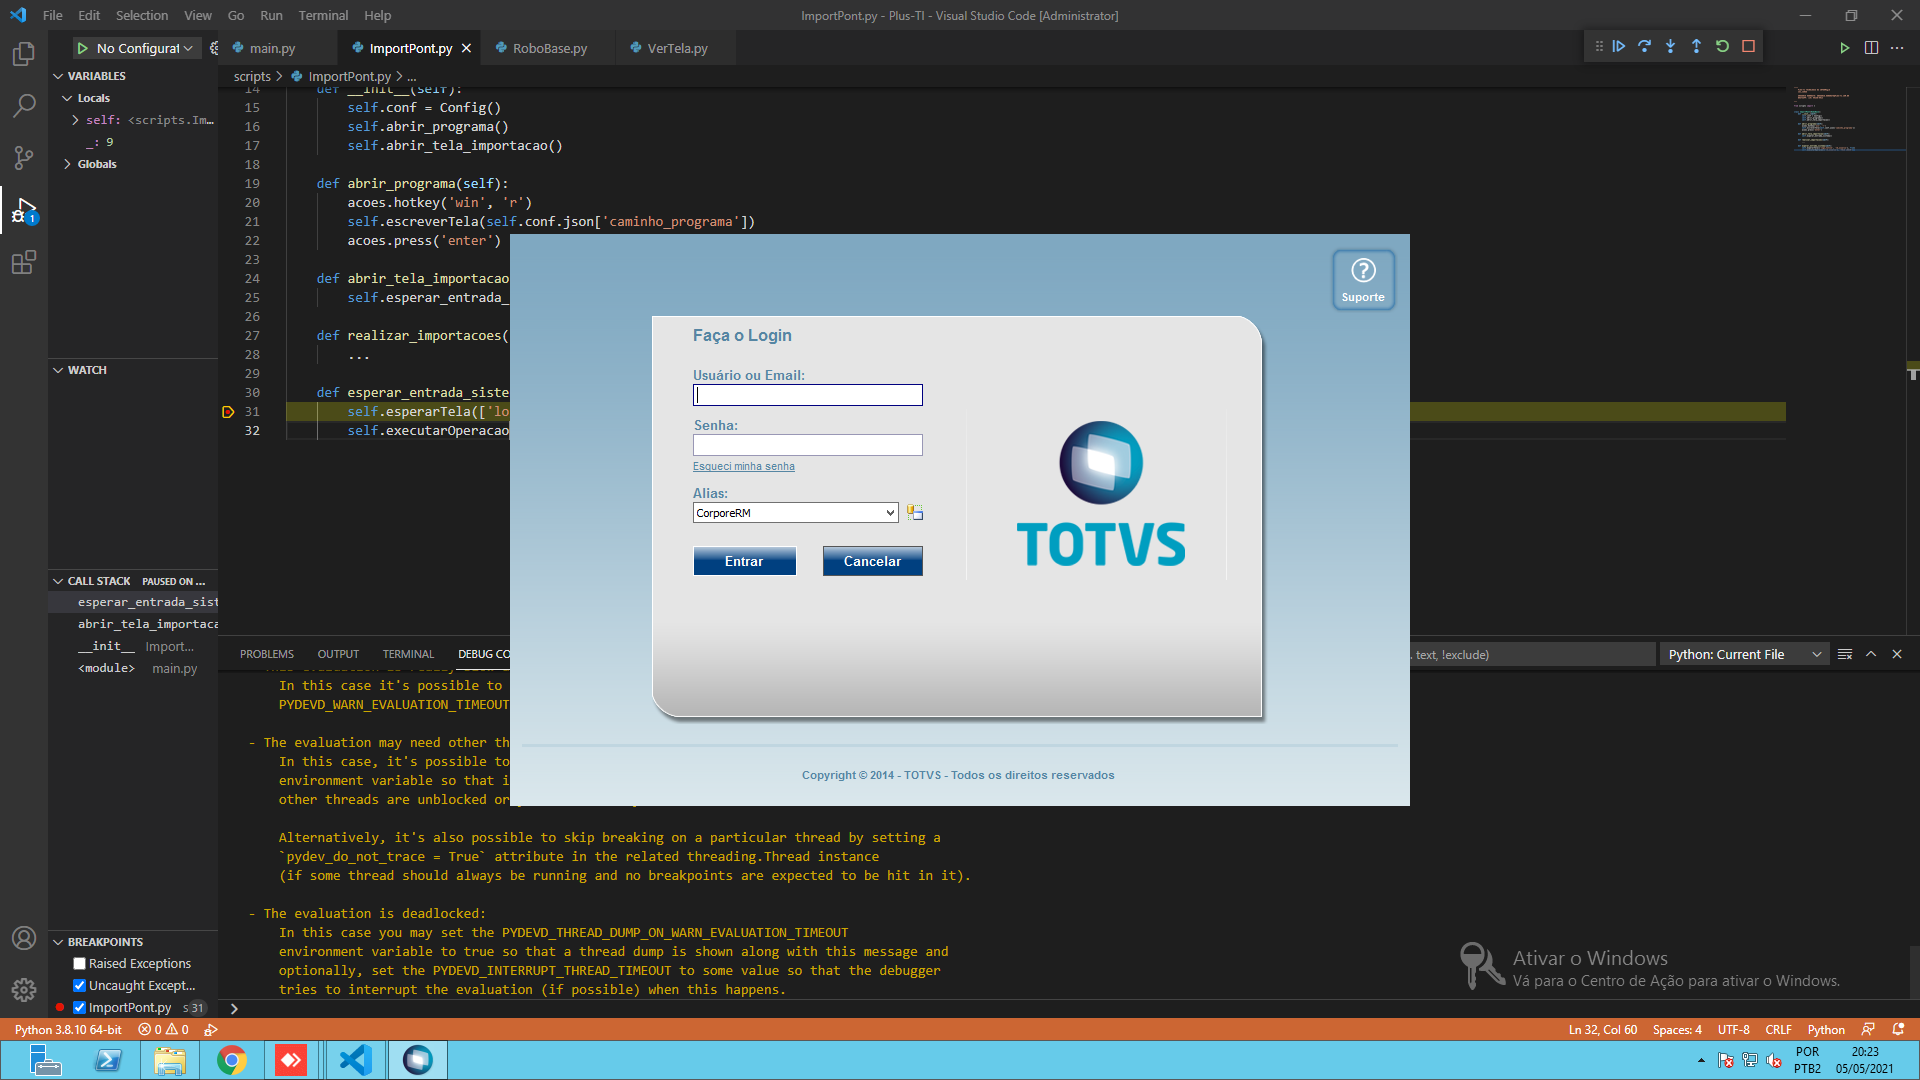 File Edit Selection View Go Run Terminal Help
ImportPont.py - Plus-TI - Visual Studio Code [Administrator]
No Configurat
main.py
ImportPont.py
RoboBase.py
VerTela.py
VARIABLES
Locals
self: <scripts.Im...
_: 9
Globals
WATCH
CALL STACK PAUSED ON ...
esperar_entrada_sist
abrir_tela_importaca
__init__ Import...
<module> main.py
BREAKPOINTS
Raised Exceptions
Uncaught Except...
ImportPont.py s 31
scripts > ImportPont.py > ...
14 def __init__(self):
15 self.conf = Config()
16 self.abrir_programa()
17 self.abrir_tela_importacao()
18
19 def abrir_programa(self):
20 acoes.hotkey('win', 'r')
21 self.escreverTela(self.conf.json['caminho_programa'])
22 acoes.press('enter')
23
24 def abrir_tela_importacao
25 self.esperar_entrada_
26
27 def realizar_importacoes(
28 ...
29
30 def esperar_entrada_siste
31 self.esperarTela(['lo
32 self.executarOperacao
Suporte
Faça o Login
Usuário ou Email:
Senha:
Esqueci minha senha
Alias:
CorporeRM
Entrar Cancelar
TOTVS
Copyright © 2014 - TOTVS - Todos os direitos reservados
PROBLEMS OUTPUT TERMINAL DEBUG CO
. text, !exclude)
Python: Current File
In this case it's possible to
PYDEVD_WARN_EVALUATION_TIMEOUT
- The evaluation may need other th
In this case, it's possible to
environment variable so that i
other threads are unblocked or
Alternatively, it's also possible to skip breaking on a particular thread by setting a
`pydev_do_not_trace = True` attribute in the related threading.Thread instance
(if some thread should always be running and no breakpoints are expected to be hit in it).
- The evaluation is deadlocked:
In this case you may set the PYDEVD_THREAD_DUMP_ON_WARN_EVALUATION_TIMEOUT
environment variable to true so that a thread dump is shown along with this message and
optionally, set the PYDEVD_INTERRUPT_THREAD_TIMEOUT to some value so that the debugger
tries to interrupt the evaluation (if possible) when this happens.
Ativar o Windows
Vá para o Centro de Ação para ativar o Windows.
Python 3.8.10 64-bit 0 0
Ln 32, Col 60 Spaces: 4 UTF-8 CRLF Python
POR
PTB2
20:23
05/05/2021